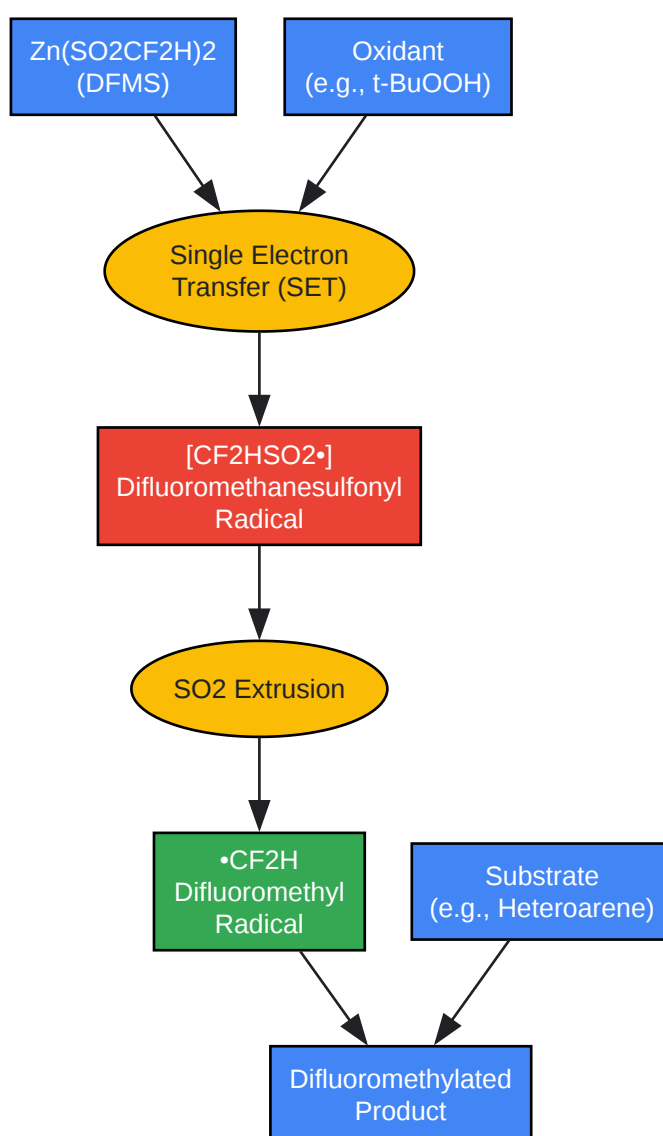 Zn(SO2CF2H)2
(DFMS)
Oxidant
(e.g., t-BuOOH)
Single Electron
Transfer (SET)
[CF2HSO2•]
Difluoromethanesulfonyl
Radical
SO2 Extrusion
•CF2H
Difluoromethyl
Radical
Substrate
(e.g., Heteroarene)
Difluoromethylated
Product